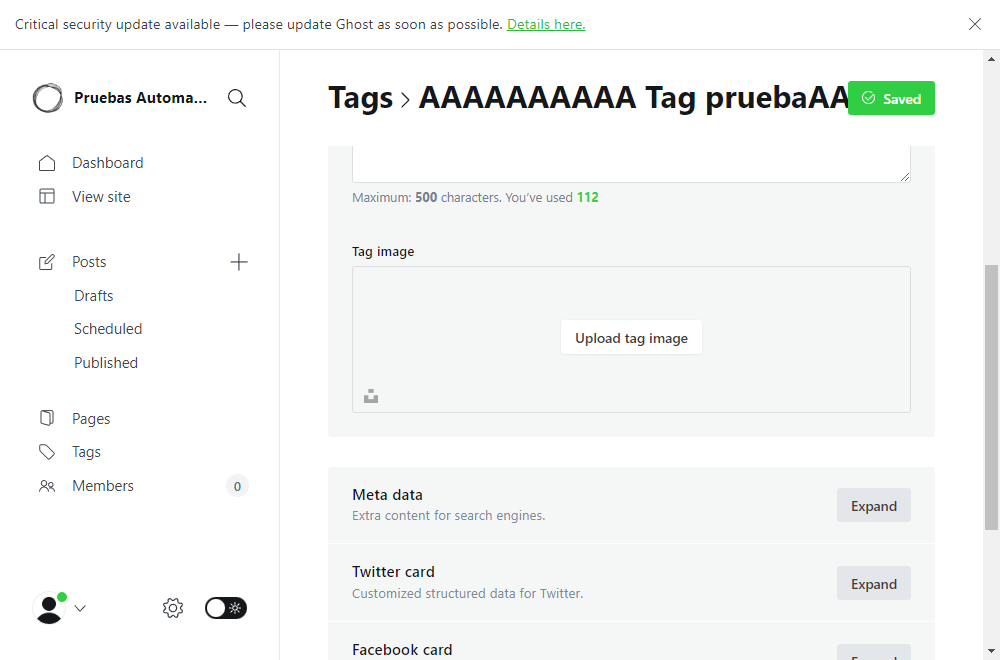 Critical security update available — please update Ghost as soon as possible. Details here.
Pruebas Automa...
Dashboard
View site
Posts
Drafts
Scheduled
Published
Pages
Tags
Members 0
Tags > AAAAAAAAAA Tag pruebaAA
Saved
Maximum: 500 characters. You've used 112
Tag image
Upload tag image
Meta data
Extra content for search engines.
Expand
Twitter card
Customized structured data for Twitter.
Expand
Facebook card
Expand